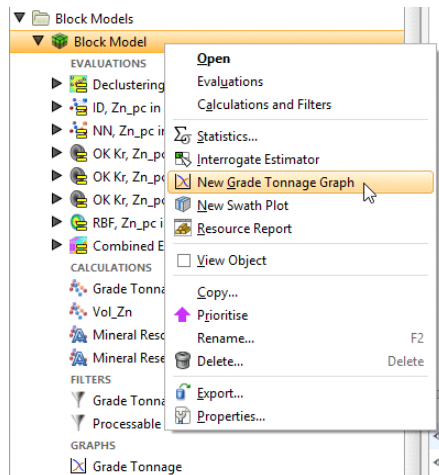 Block Models
Block Model
EVALUATIONS
Declustering
ID, Zn_pc in
NN, Zn_pc in
OK Kr, Zn_pc
OK Kr, Zn_pc
OK Kr, Zn_pc
RBF, Zn_pc i
Combined E
CALCULATIONS
Grade Tonna
Vol_Zn
Mineral Reso
Mineral Rese
FILTERS
Grade Tonna
Processable
GRAPHS
Grade Tonnage
Open
Evaluations
Calculations and Filters
Statistics...
Interrogate Estimator
New Grade Tonnage Graph
New Swath Plot
Resource Report
View Object
Copy...
Prioritise
Rename... F2
Delete... Delete
Export...
Properties...